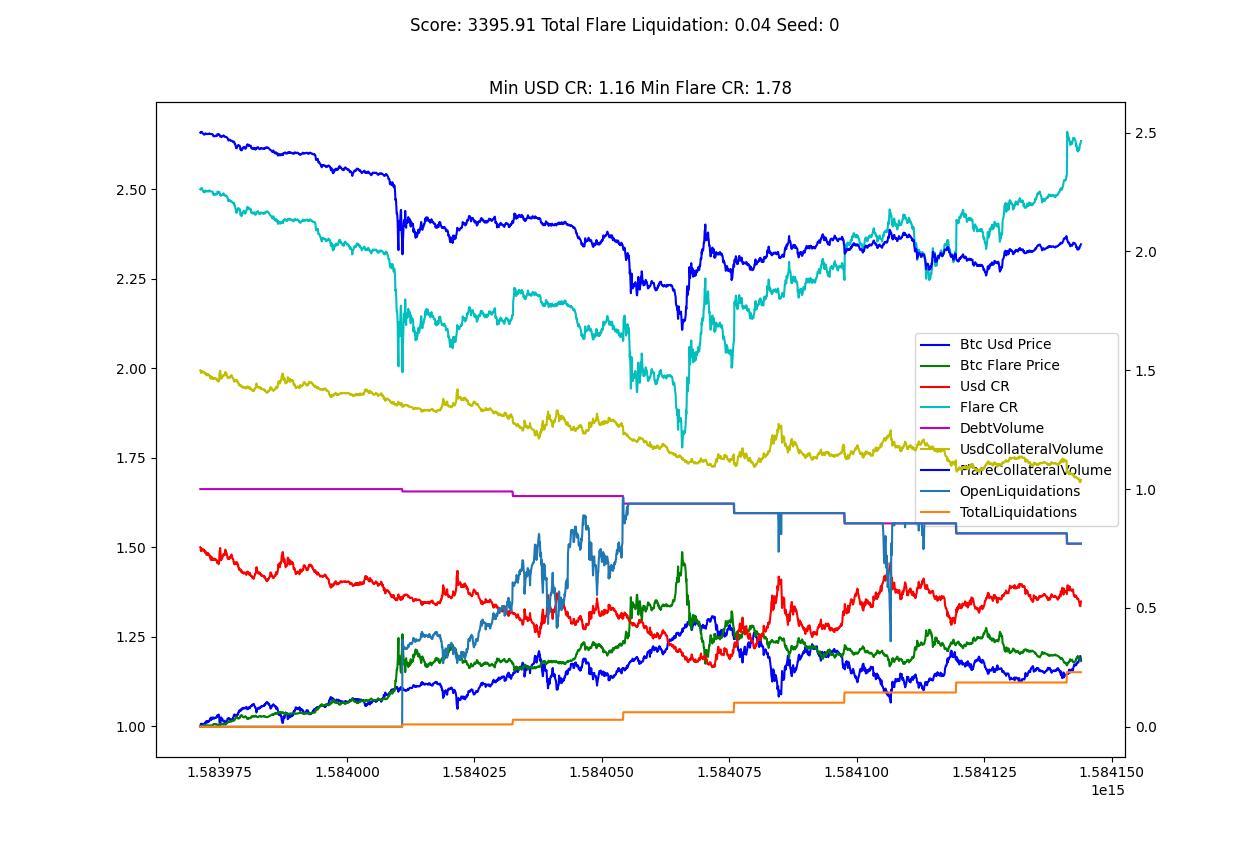 Score: 3395.91 Total Flare Liquidation: 0.04 Seed: 0
Min USD CR: 1.16 Min Flare CR: 1.78
2.50
2.25
2.00
1.75
1.50
1.25
1.00
2.5
2.0
1.5
1.0
0.5
0.0
Btc Usd Price
Btc Flare Price
Usd CR
Flare CR
DebtVolume
UsdCollateralVolume
FlareCollateralVolume
OpenLiquidations
TotalLiquidations
1.583975 1.584000 1.584025 1.584050 1.584075 1.584100 1.584125 1.584150
1e15